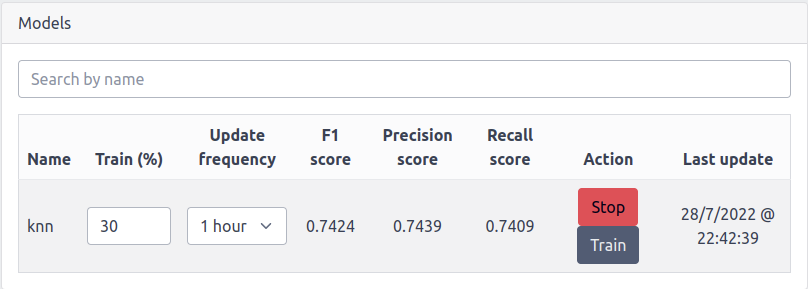 Models
Search by name
Name Train (%) Update frequency F1 score Precision score Recall score Action Last update
knn 30 1 hour 0.7424 0.7439 0.7409 Stop Train 28/7/2022 @ 22:42:39